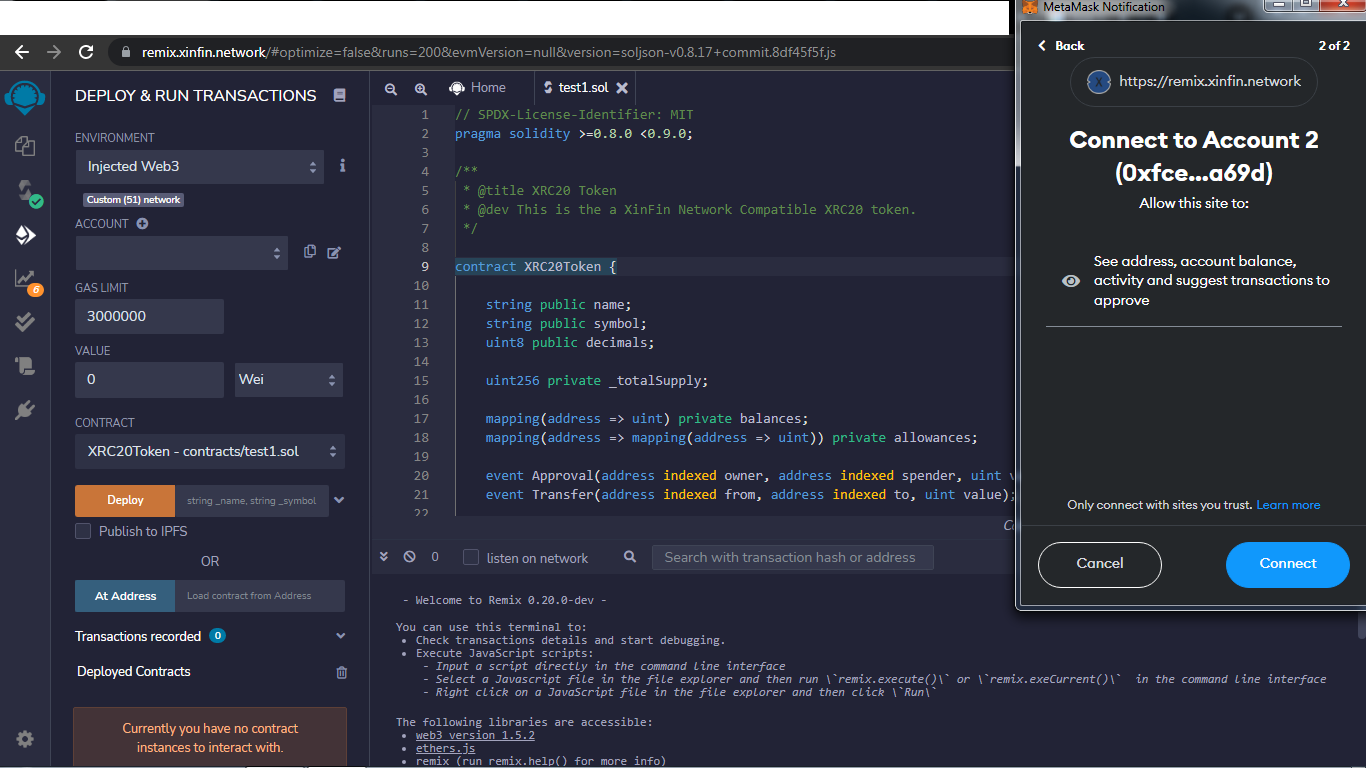 MetaMask Notification
remix.xinfin.network/#optimize=false&runs=200&evmVersion=null&version=soljson-v0.8.17+commit.8df45f5f.js
DEPLOY & RUN TRANSACTIONS
ENVIRONMENT
Injected Web3
Custom (51) network
ACCOUNT
GAS LIMIT
3000000
VALUE
0
Wei
CONTRACT
XRC20Token - contracts/test1.sol
Deploy
string _name, string _symbol
Publish to IPFS
OR
At Address
Load contract from Address
Transactions recorded 0
Deployed Contracts
Currently you have no contract
instances to interact with.
6
Home
test1.sol
1 // SPDX-License-Identifier: MIT
2 pragma solidity >=0.8.0 <0.9.0;
3
4 /**
5 * @title XRC20 Token
6 * @dev This is the a XinFin Network Compatible XRC20 token.
7 */
8
9 contract XRC20Token {
10
11 string public name;
12 string public symbol;
13 uint8 public decimals;
14
15 uint256 private _totalSupply;
16
17 mapping(address => uint) private balances;
18 mapping(address => mapping(address => uint)) private allowances;
19
20 event Approval(address indexed owner, address indexed spender, uint v
21 event Transfer(address indexed from, address indexed to, uint value);
22
0
listen on network
Search with transaction hash or address
- Welcome to Remix 0.20.0-dev -
You can use this terminal to:
• Check transactions details and start debugging.
• Execute JavaScript scripts:
- Input a script directly in the command line interface
- Select a Javascript file in the file explorer and then run \`remix.execute()\` or \`remix.exeCurrent()\` in the command line interface
- Right click on a JavaScript file in the file explorer and then click \`Run\`
The following libraries are accessible:
• web3 version 1.5.2
• ethers.js
• remix (run remix.help() for more info)
Back
2 of 2
X
https://remix.xinfin.network
Connect to Account 2
(0xfce...a69d)
Allow this site to:
See address, account balance,
activity and suggest transactions to
approve
Only connect with sites you trust. Learn more
Cancel
Connect